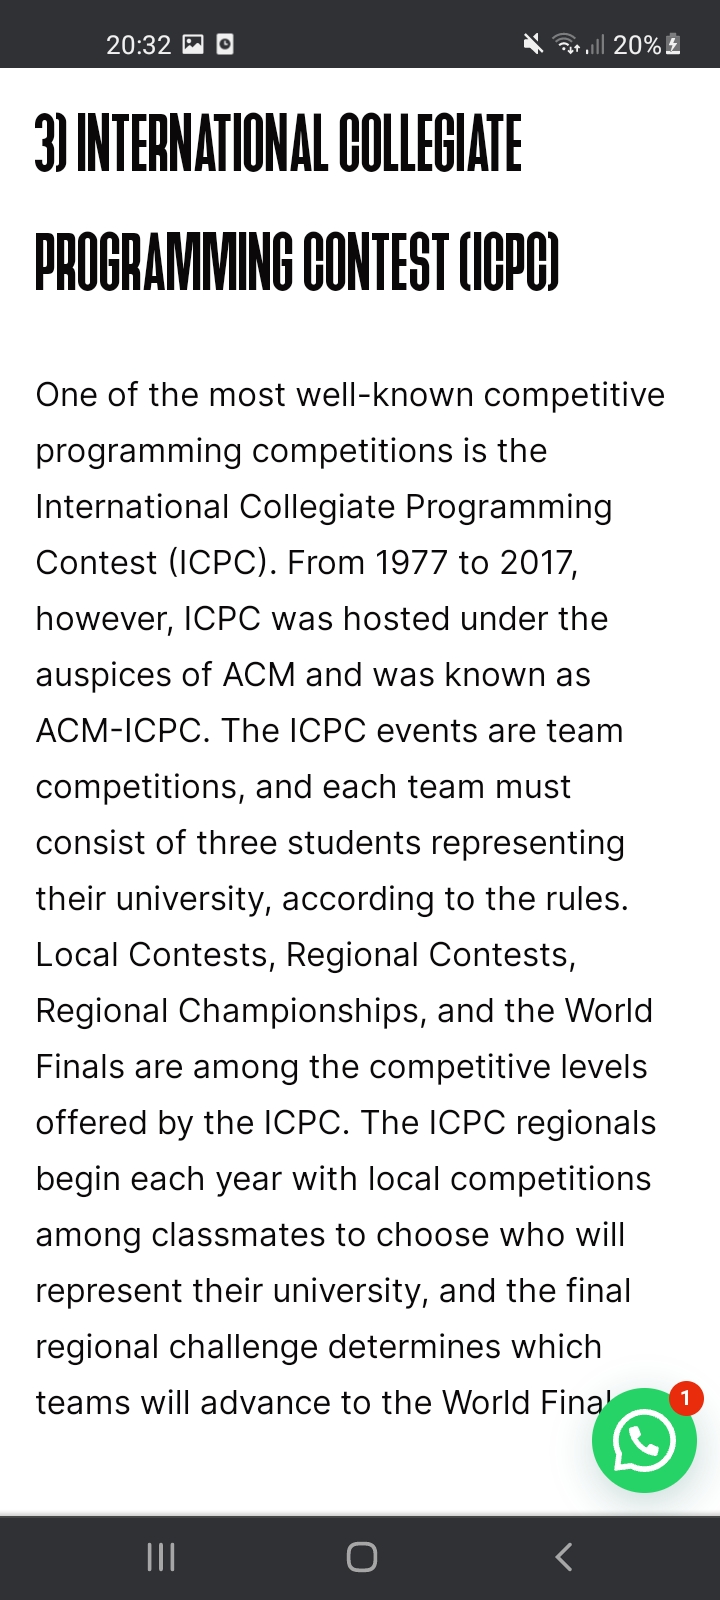 20:32
20%
3) INTERNATIONAL COLLEGIATE
PROGRAMMING CONTEST (ICPC)
One of the most well-known competitive
programming competitions is the
International Collegiate Programming
Contest (ICPC). From 1977 to 2017,
however, ICPC was hosted under the
auspices of ACM and was known as
ACM-ICPC. The ICPC events are team
competitions, and each team must
consist of three students representing
their university, according to the rules.
Local Contests, Regional Contests,
Regional Championships, and the World
Finals are among the competitive levels
offered by the ICPC. The ICPC regionals
begin each year with local competitions
among classmates to choose who will
represent their university, and the final
regional challenge determines which
teams will advance to the World
1